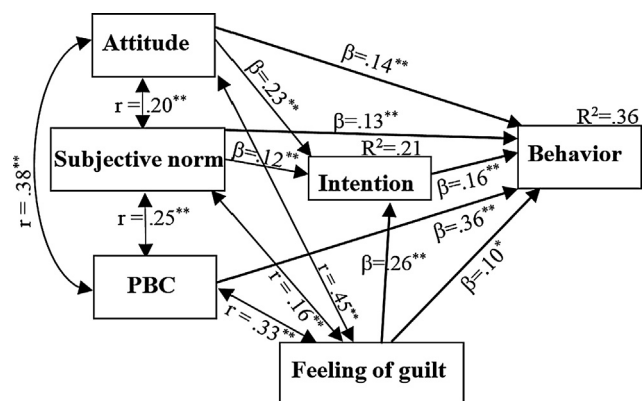 Attitude
β=.14**
r = .20**
β=.23**
β=.13**
R²=.36
Subjective norm
β=.12**
R²=.21
Intention
Behavior
r = .38**
β=.16**
r = .25**
β=.36**
PBC
β=.26**
β=.10*
r = .45**
r = .16**
r = .33**
Feeling of guilt